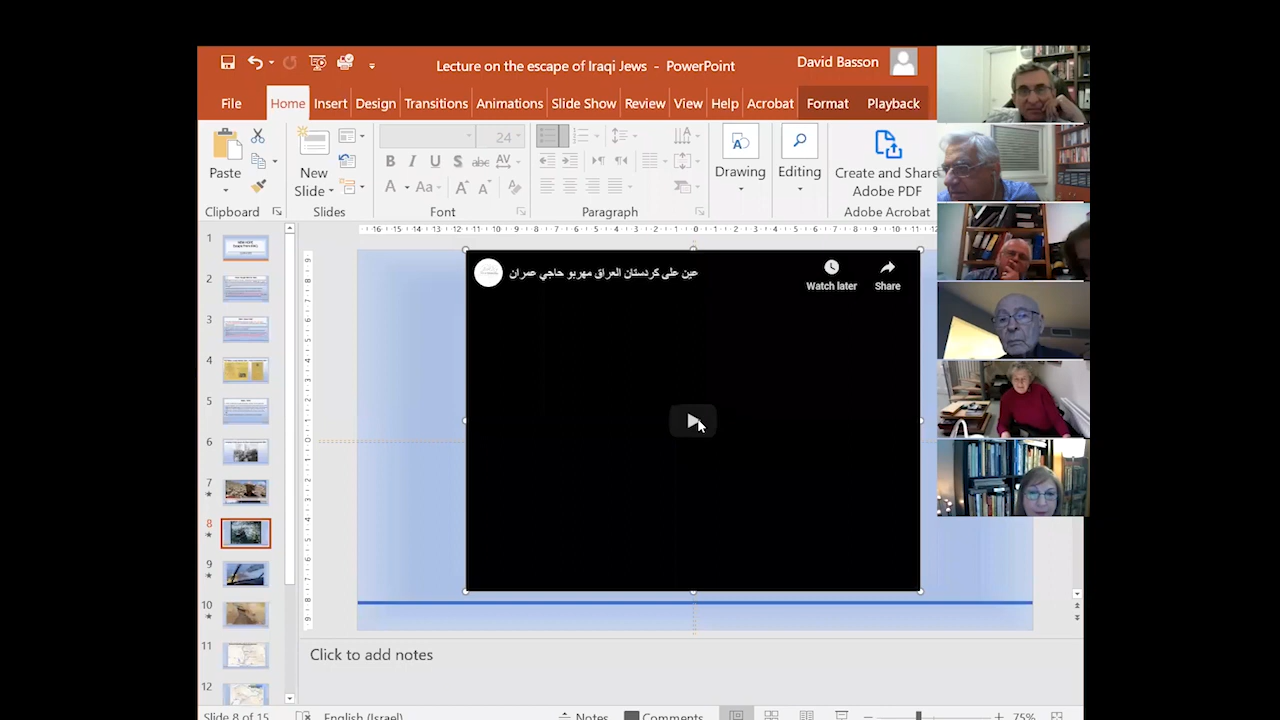 Lecture on the escape of Iraqi Jews - PowerPoint
David Basson
File Home Insert Design Transitions Animations Slide Show Review View Help Acrobat Format Playback
Paste
New
Slide
24
Drawing
Editing
Create and Share
Adobe PDF
Clipboard
Slides
Font
Paragraph
Adobe Acrobat
عين على كردستان العراق مهربو حاجي عمران
Watch later
Share
1
2
3
4
5
6
7
8
9
10
11
12
Click to add notes
Slide 8 of 15
English (Israel)
Notes
Comments
75%